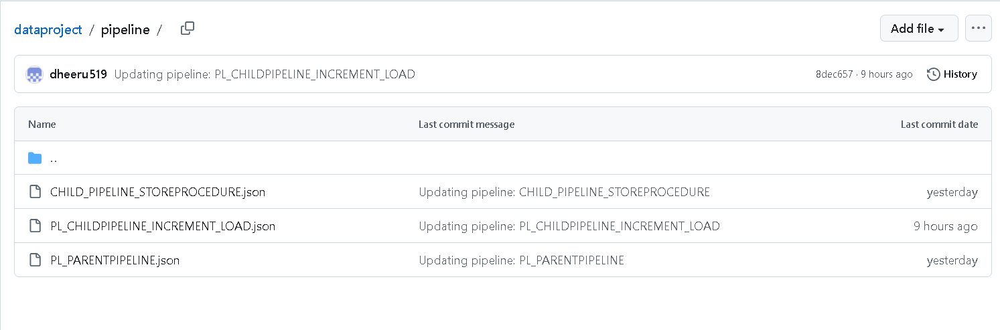 dataproject / pipeline /
Add file
dheeru519 Updating pipeline: PL_CHILDPIPELINE_INCREMENT_LOAD 8dec657 · 9 hours ago History
Name Last commit message Last commit date
..
CHILD_PIPELINE_STOREPROCEDURE.json Updating pipeline: CHILD_PIPELINE_STOREPROCEDURE yesterday
PL_CHILDPIPELINE_INCREMENT_LOAD.json Updating pipeline: PL_CHILDPIPELINE_INCREMENT_LOAD 9 hours ago
PL_PARENTPIPELINE.json Updating pipeline: PL_PARENTPIPELINE yesterday